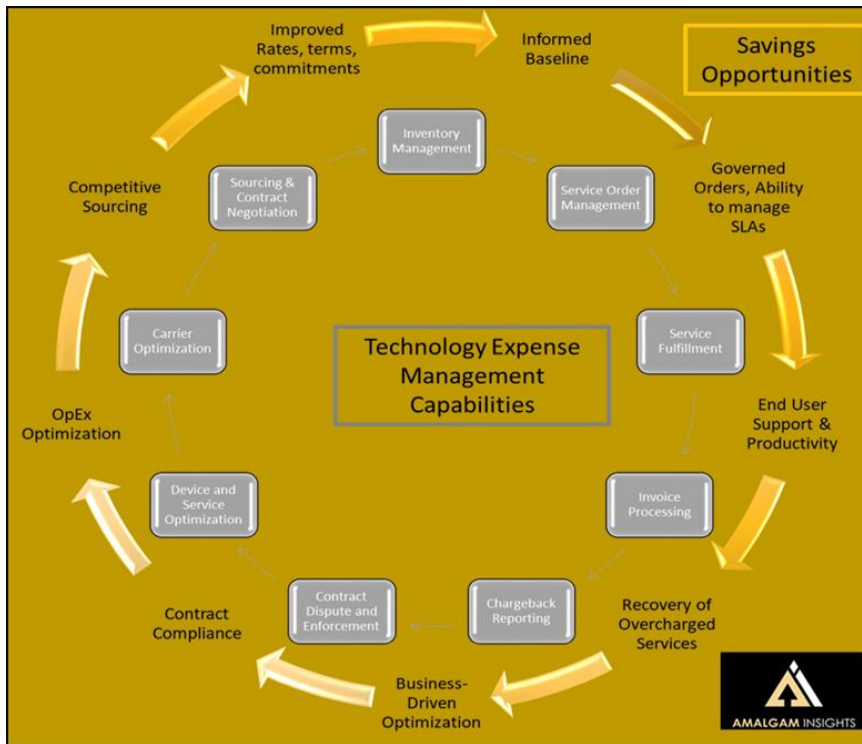 Improved
Rates, terms,
commitments
Informed
Baseline
Savings
Opportunities
Inventory
Management
Sourcing &
Contract
Negotiation
Service Order
Management
Governed
Orders, Ability
to manage
SLAs
Competitive
Sourcing
Carrier
Optimization
Technology Expense
Management
Capabilities
Service
Fulfillment
OpEx
Optimization
End User
Support &
Productivity
Device and
Service
Optimization
Invoice
Processing
Contract
Dispute and
Enforcement
Chargeback
Reporting
Contract
Compliance
Recovery of
Overcharged
Services
Business-
Driven
Optimization
AMALGAM INSIGHTS